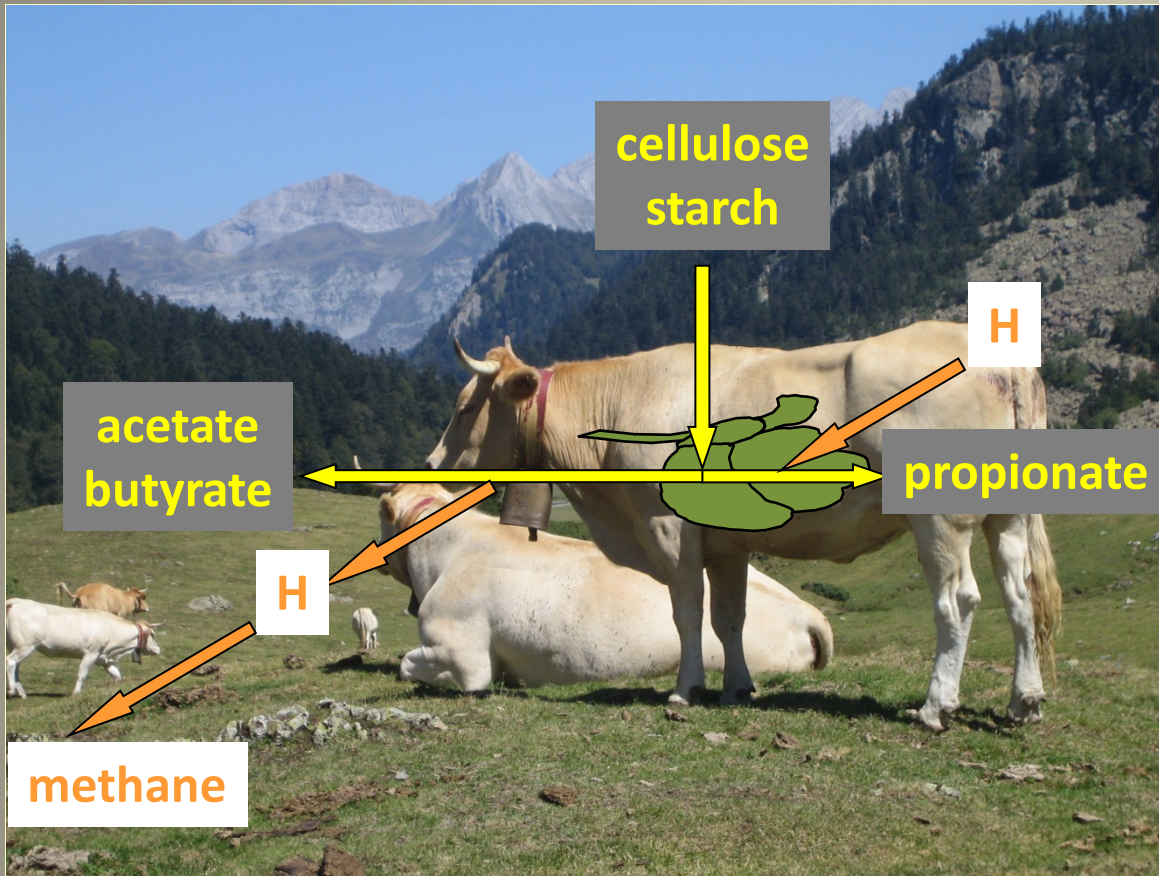 cellulose
starch
H
acetate
butyrate
propionate
H
methane